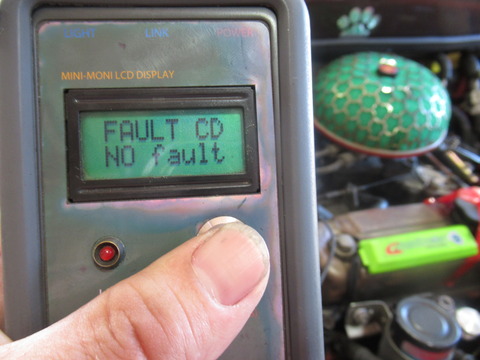 LIGHT LINK POWER
MINI-MONI LCD DISPLAY
FAULT CD
NO fault